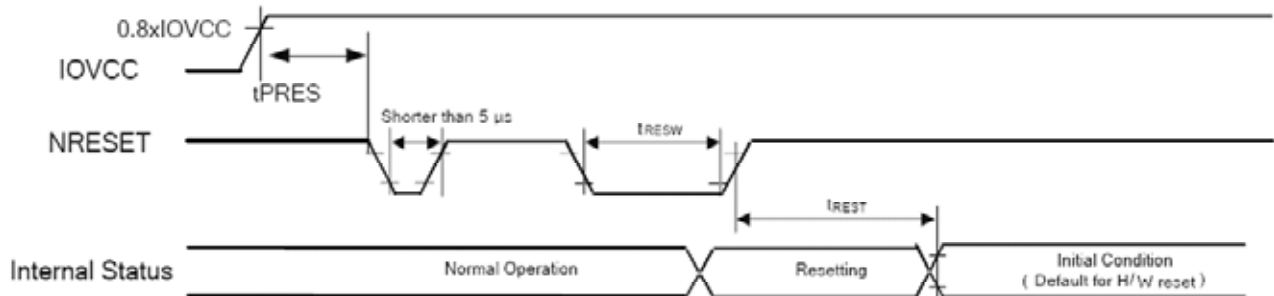 0.8xIOVCC
IOVCC
tPRES
Shorter than 5 µs
NRESET
tRESW
tREST
Internal Status
Normal Operation
Resetting
Initial Condition
( Default for H/W reset )